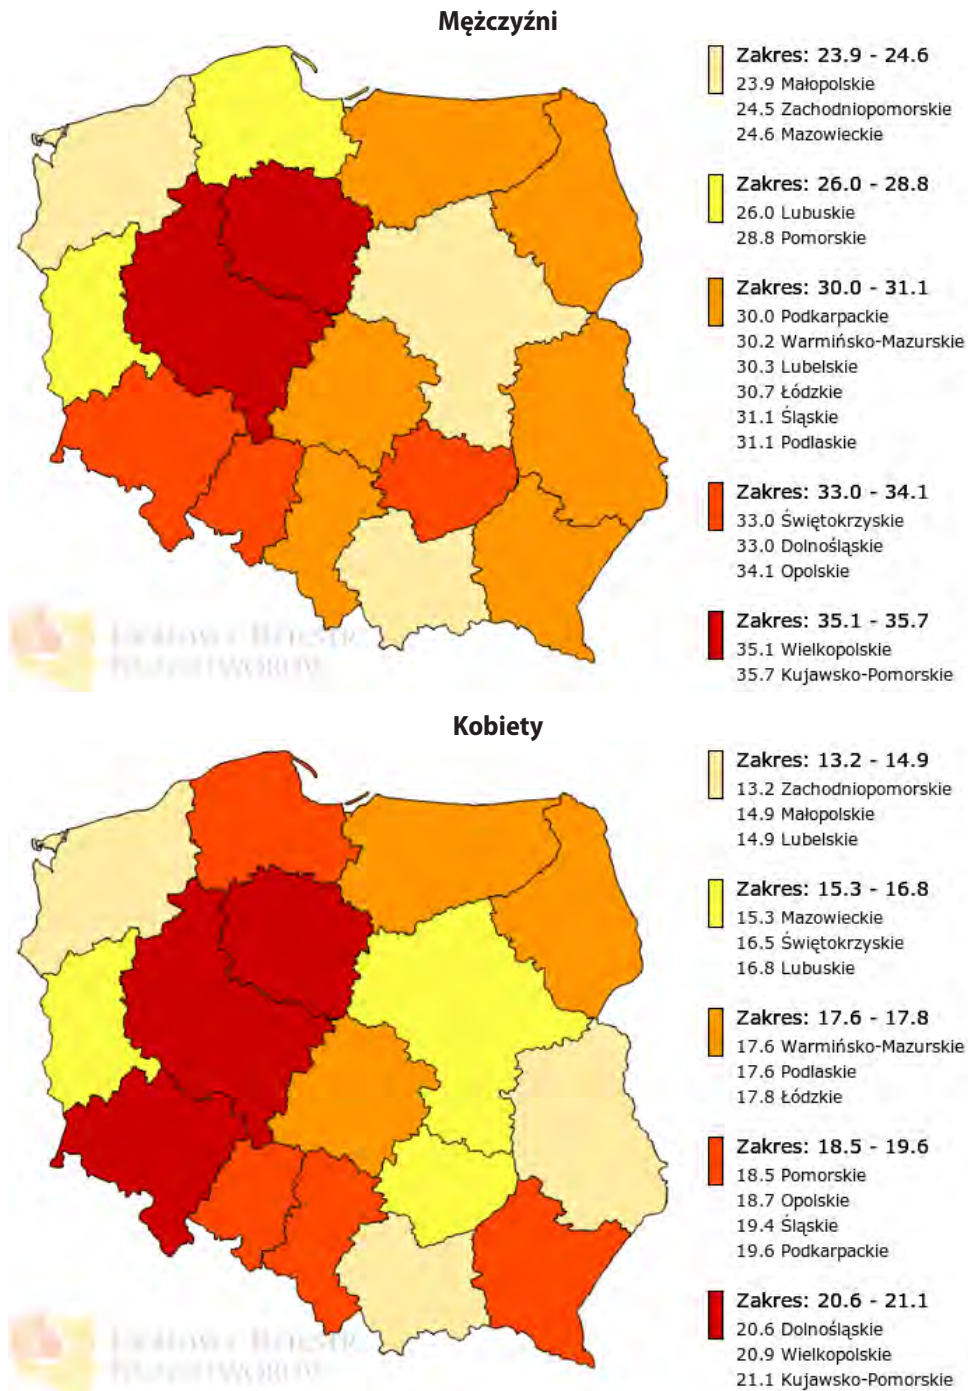 Mężczyźni
Zakres: 23.9 - 24.6
23.9 Małopolskie
24.5 Zachodniopomorskie
24.6 Mazowieckie
Zakres: 26.0 - 28.8
26.0 Lubuskie
28.8 Pomorskie
Zakres: 30.0 - 31.1
30.0 Podkarpackie
30.2 Warmińsko-Mazurskie
30.3 Lubelskie
30.7 Łódzkie
31.1 Śląskie
31.1 Podlaskie
Zakres: 33.0 - 34.1
33.0 Świętokrzyskie
33.0 Dolnośląskie
34.1 Opolskie
Zakres: 35.1 - 35.7
35.1 Wielkopolskie
35.7 Kujawsko-Pomorskie
Kobiety
Zakres: 13.2 - 14.9
13.2 Zachodniopomorskie
14.9 Małopolskie
14.9 Lubelskie
Zakres: 15.3 - 16.8
15.3 Mazowieckie
16.5 Świętokrzyskie
16.8 Lubuskie
Zakres: 17.6 - 17.8
17.6 Warmińsko-Mazurskie
17.6 Podlaskie
17.8 Łódzkie
Zakres: 18.5 - 19.6
18.5 Pomorskie
18.7 Opolskie
19.4 Śląskie
19.6 Podkarpackie
Zakres: 20.6 - 21.1
20.6 Dolnośląskie
20.9 Wielkopolskie
21.1 Kujawsko-Pomorskie